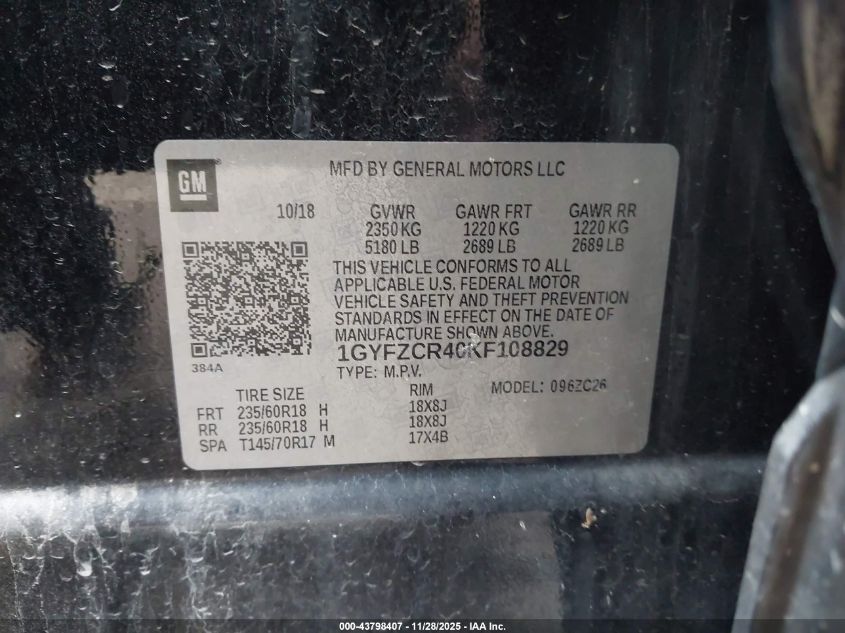 GM®
MFD BY GENERAL MOTORS LLC
10/18 GVWR GAWR FRT GAWR RR
2350 KG 1220 KG 1220 KG
5180 LB 2689 LB 2689 LB
THIS VEHICLE CONFORMS TO ALL
APPLICABLE U.S. FEDERAL MOTOR
VEHICLE SAFETY AND THEFT PREVENTION
STANDARDS IN EFFECT ON THE DATE OF
MANUFACTURE SHOWN ABOVE.
384A
1GYFZCR40KF108829
TYPE: M.P.V. MODEL: 096ZC26
TIRE SIZE RIM
FRT 235/60R18 H 18X8J
RR 235/60R18 H 18X8J
SPA T145/70R17 M 17X4B
000-43798407 - 11/28/2025 - IAA Inc.